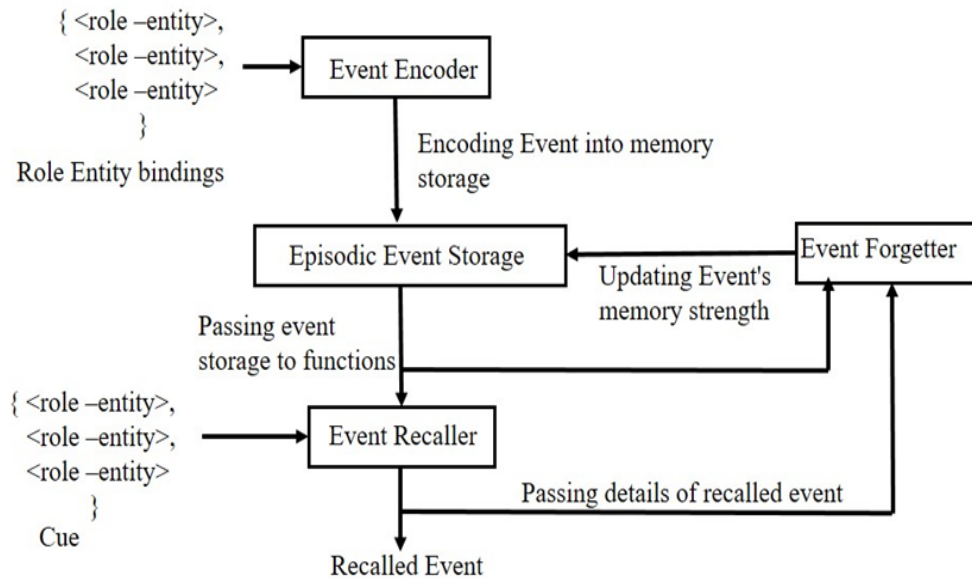 { <role –entity>,
<role –entity>,
<role –entity>
}
Role Entity bindings
Event Encoder
Encoding Event into memory
storage
Episodic Event Storage
Event Forgetter
Updating Event's
memory strength
Passing event
storage to functions
{ <role –entity>,
<role –entity>,
<role –entity>
}
Cue
Event Recaller
Passing details of recalled event
Recalled Event